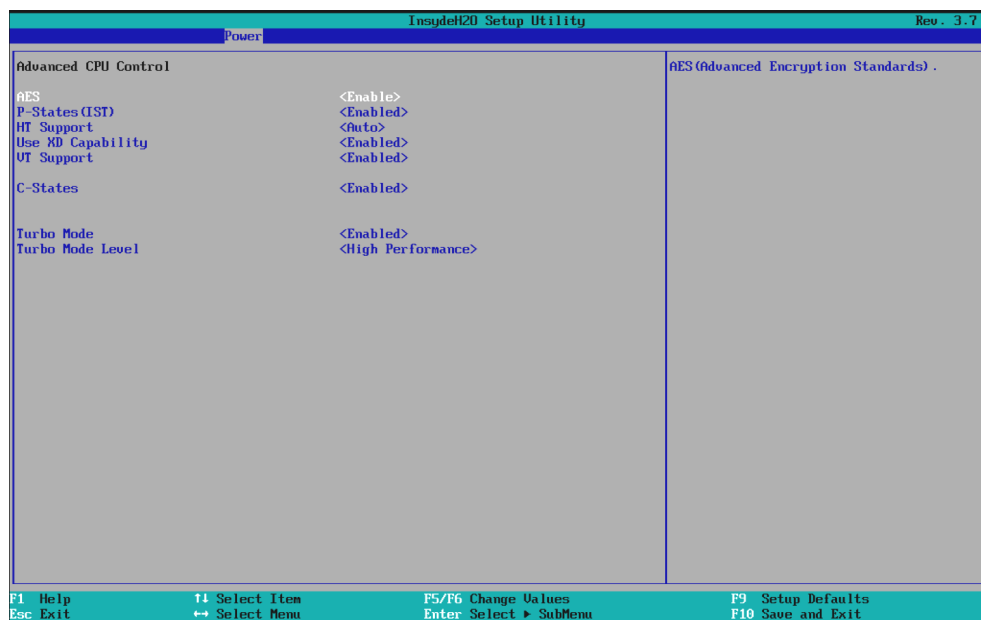 InsydeH20 Setup Utility Rev. 3.7
Power
Advanced CPU Control
AES(Advanced Encryption Standards).
AES <Enable>
P-States(IST) <Enabled>
HT Support <Auto>
Use XD Capability <Enabled>
VT Support <Enabled>
C-States <Enabled>
Turbo Mode <Enabled>
Turbo Mode Level <High Performance>
F1 Help ↑↓ Select Item F5/F6 Change Values F9 Setup Defaults
Esc Exit ←→ Select Menu Enter Select ► SubMenu F10 Save and Exit